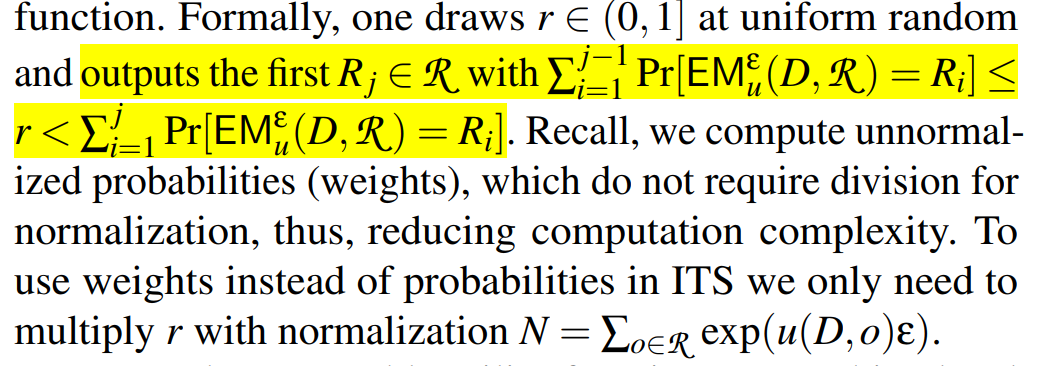 function. Formally, one draws r ∈ (0,1] at uniform random
and outputs the first R_j ∈ ℛ with ∑_{i=1}^{j−1} Pr[EM_u^ε(D,ℛ) = R_i] ≤
r < ∑_{i=1}^{j} Pr[EM_u^ε(D,ℛ) = R_i]. Recall, we compute unnormal-
ized probabilities (weights), which do not require division for
normalization, thus, reducing computation complexity. To
use weights instead of probabilities in ITS we only need to
multiply r with normalization N = ∑_{o∈ℛ} exp(u(D,o)ε).